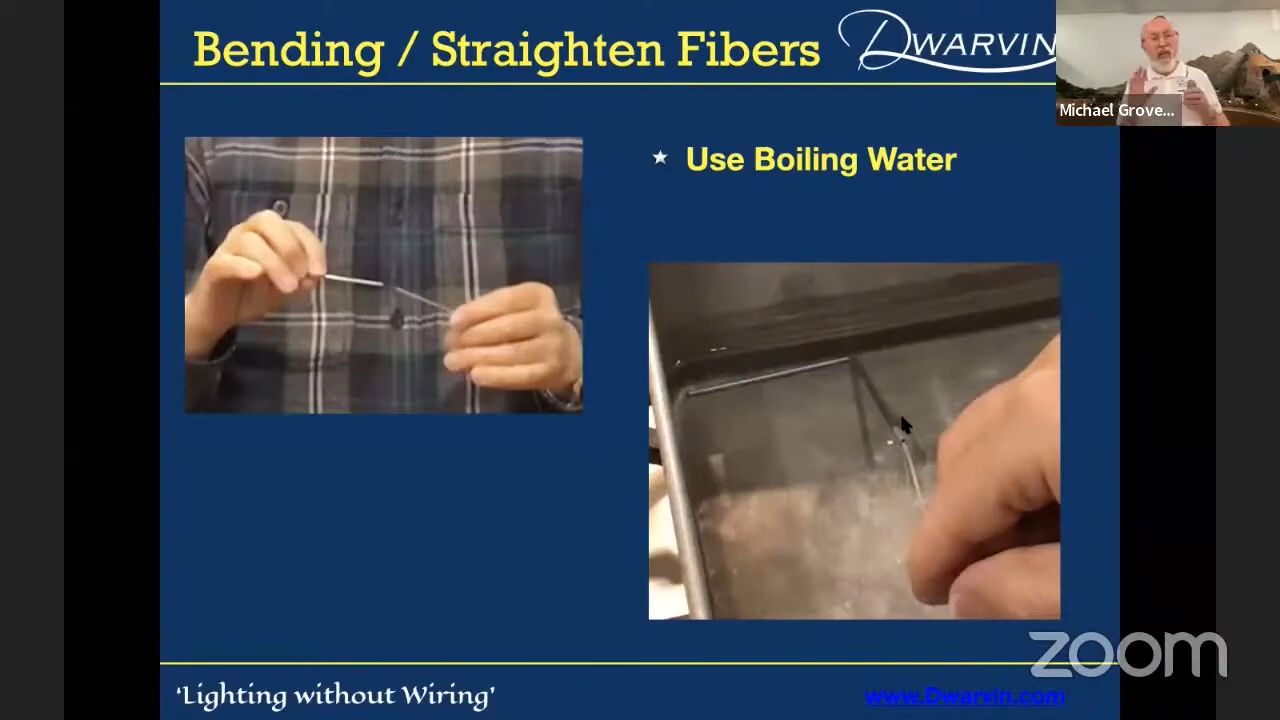 Bending / Straighten Fibers
DWARVIN
Michael Grove...
Use Boiling Water
zoom
'Lighting without Wiring'
www.Dwarvin.com